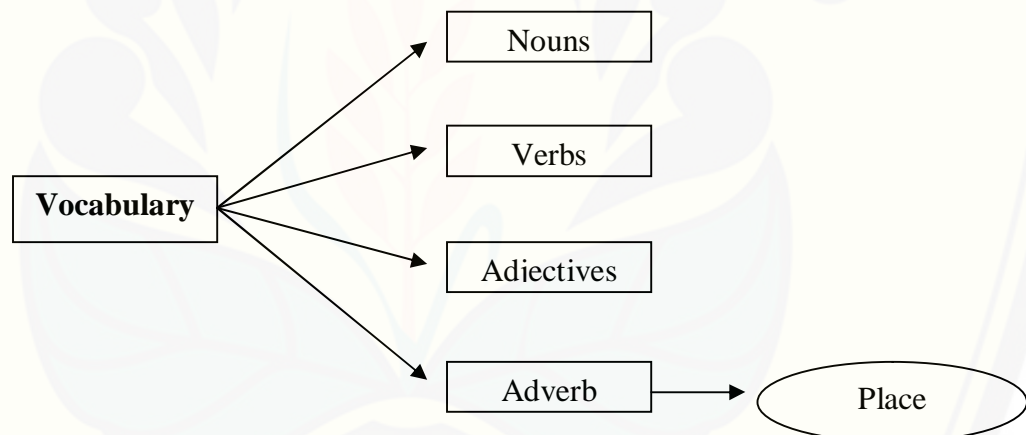 Nouns
Verbs
Vocabulary
Adjectives
Adverb
Place